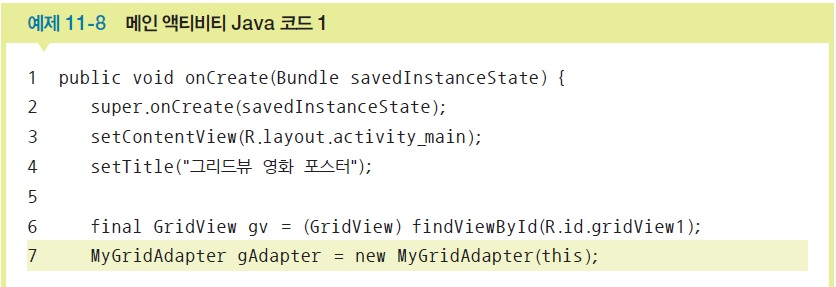 예제 11-8 메인 액티비티 Java 코드 1
1 public void onCreate(Bundle savedInstanceState) {
2 super.onCreate(savedInstanceState);
3 setContentView(R.layout.activity_main);
4 setTitle("그리드뷰 영화 포스터");
5
6 final GridView gv = (GridView) findViewById(R.id.gridView1);
7 MyGridAdapter gAdapter = new MyGridAdapter(this);